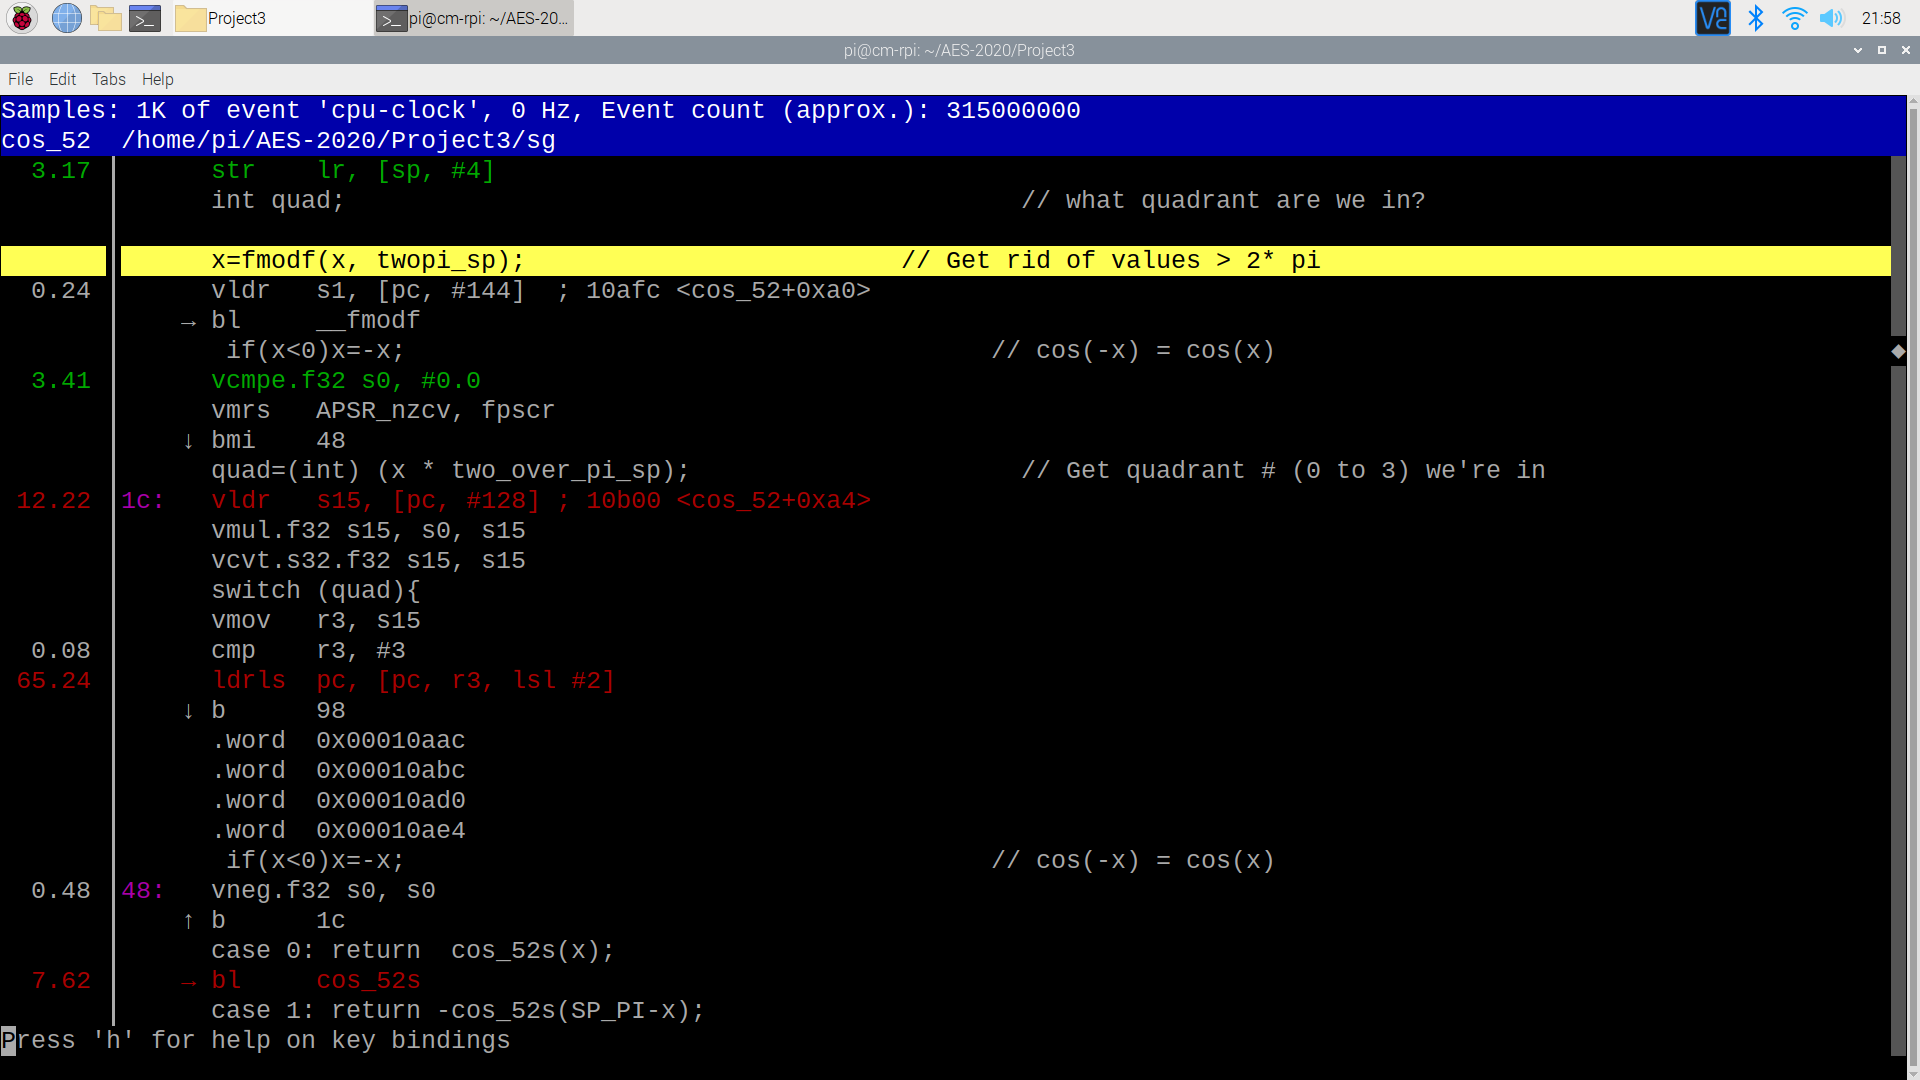 Project3
pi@cm-rpi: ~/AES-20...
21:58
pi@cm-rpi: ~/AES-2020/Project3
File Edit Tabs Help
Samples: 1K of event 'cpu-clock', 0 Hz, Event count (approx.): 315000000
cos_52  /home/pi/AES-2020/Project3/sg
3.17 str lr, [sp, #4]
int quad; // what quadrant are we in?
x=fmodf(x, twopi_sp); // Get rid of values > 2* pi
0.24 vldr s1, [pc, #144] ; 10afc <cos_52+0xa0>
→ bl __fmodf
if(x<0)x=-x; // cos(-x) = cos(x)
3.41 vcmpe.f32 s0, #0.0
vmrs APSR_nzcv, fpscr
↓ bmi 48
quad=(int) (x * two_over_pi_sp); // Get quadrant # (0 to 3) we're in
12.22 1c: vldr s15, [pc, #128] ; 10b00 <cos_52+0xa4>
vmul.f32 s15, s0, s15
vcvt.s32.f32 s15, s15
switch (quad){
vmov r3, s15
0.08 cmp r3, #3
65.24 ldrls pc, [pc, r3, lsl #2]
↓ b 98
.word 0x00010aac
.word 0x00010abc
.word 0x00010ad0
.word 0x00010ae4
if(x<0)x=-x; // cos(-x) = cos(x)
0.48 48: vneg.f32 s0, s0
↑ b 1c
case 0: return cos_52s(x);
7.62 → bl cos_52s
case 1: return -cos_52s(SP_PI-x);
Press 'h' for help on key bindings